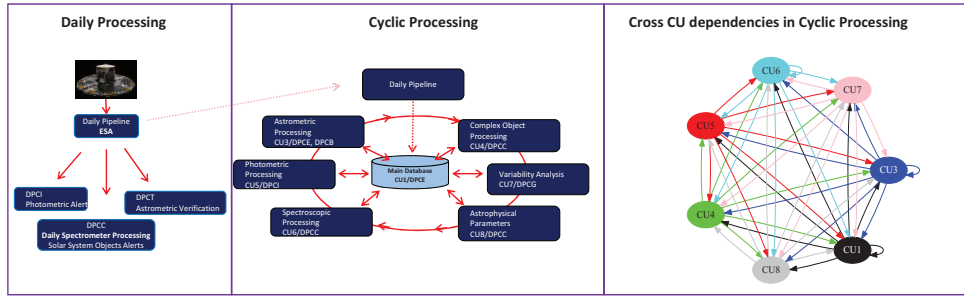 Daily Processing
Daily Pipeline
ESA
DPCI
Photometric Alert
DPCT
Astrometric Verification
DPCC
Daily Spectrometer Processing
Solar System Objects Alerts
Cyclic Processing
Daily Pipeline
Astrometric
Processing
CU3/DPCE, DPCB
Complex Object
Processing
CU4/DPCC
Photometric
Processing
CU5/DPCI
Main Database
CU1/DPCE
Variability Analysis
CU7/DPCG
Spectroscopic
Processing
CU6/DPCC
Astrophysical
Parameters
CU8/DPCC
Cross CU dependencies in Cyclic Processing
CU6
CU7
CU5
CU3
CU4
CU1
CU8